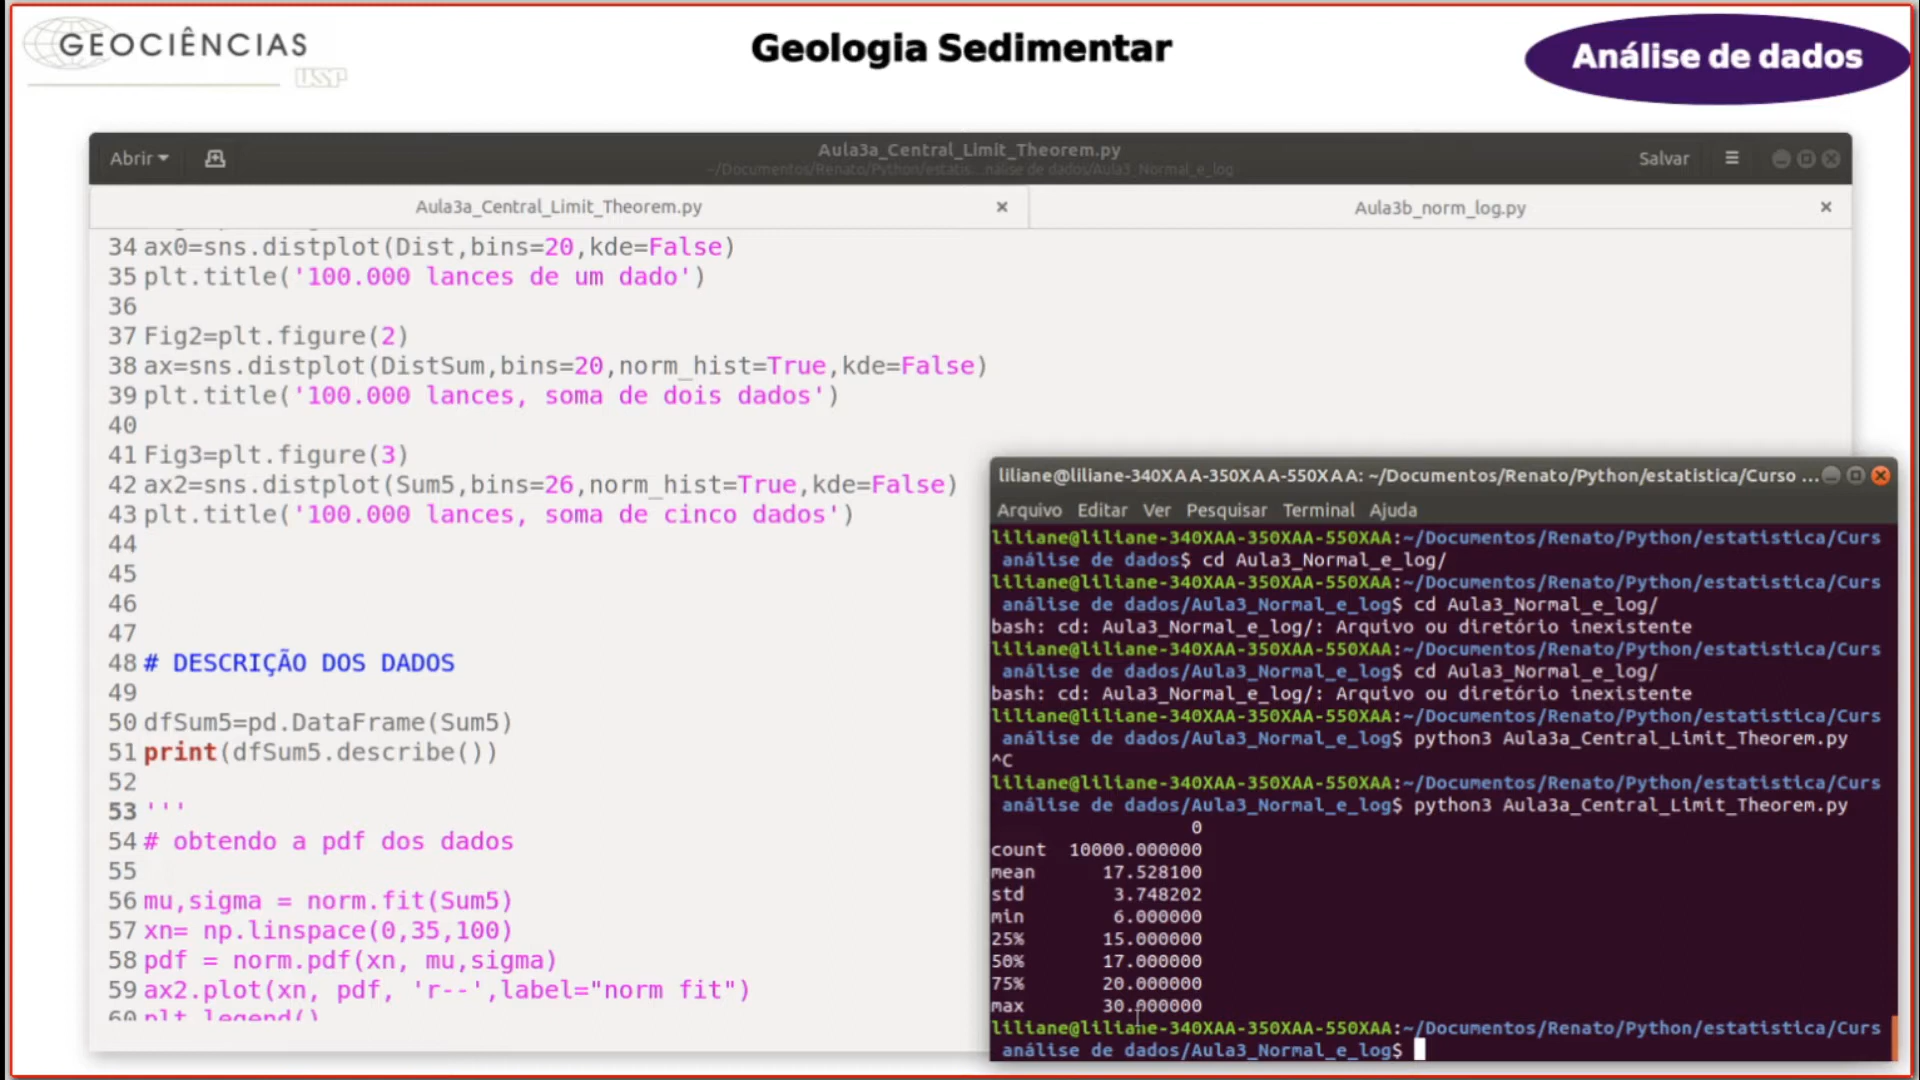 GEOCIÊNCIAS
USP
Geologia Sedimentar
Análise de dados
Abrir
Aula3a_Central_Limit_Theorem.py
~/Documentos/Renato/Python/estatis...nálise de dados/Aula3_Normal_e_log
Salvar
Aula3a_Central_Limit_Theorem.py
Aula3b_norm_log.py
34 ax0=sns.distplot(Dist,bins=20,kde=False)
35 plt.title('100.000 lances de um dado')
36
37 Fig2=plt.figure(2)
38 ax=sns.distplot(DistSum,bins=20,norm_hist=True,kde=False)
39 plt.title('100.000 lances, soma de dois dados')
40
41 Fig3=plt.figure(3)
42 ax2=sns.distplot(Sum5,bins=26,norm_hist=True,kde=False)
43 plt.title('100.000 lances, soma de cinco dados')
44
45
46
47
48 # DESCRIÇÃO DOS DADOS
49
50 dfSum5=pd.DataFrame(Sum5)
51 print(dfSum5.describe())
52
53 '''
54 # obtendo a pdf dos dados
55
56 mu,sigma = norm.fit(Sum5)
57 xn= np.linspace(0,35,100)
58 pdf = norm.pdf(xn, mu,sigma)
59 ax2.plot(xn, pdf, 'r--',label="norm fit")
60 plt.legend()
liliane@liliane-340XAA-350XAA-550XAA: ~/Documentos/Renato/Python/estatistica/Curso ...
Arquivo Editar Ver Pesquisar Terminal Ajuda
liliane@liliane-340XAA-350XAA-550XAA:~/Documentos/Renato/Python/estatistica/Curs
análise de dados$ cd Aula3_Normal_e_log/
liliane@liliane-340XAA-350XAA-550XAA:~/Documentos/Renato/Python/estatistica/Curs
análise de dados/Aula3_Normal_e_log$ cd Aula3_Normal_e_log/
bash: cd: Aula3_Normal_e_log/: Arquivo ou diretório inexistente
liliane@liliane-340XAA-350XAA-550XAA:~/Documentos/Renato/Python/estatistica/Curs
análise de dados/Aula3_Normal_e_log$ cd Aula3_Normal_e_log/
bash: cd: Aula3_Normal_e_log/: Arquivo ou diretório inexistente
liliane@liliane-340XAA-350XAA-550XAA:~/Documentos/Renato/Python/estatistica/Curs
análise de dados/Aula3_Normal_e_log$ python3 Aula3a_Central_Limit_Theorem.py
^C
liliane@liliane-340XAA-350XAA-550XAA:~/Documentos/Renato/Python/estatistica/Curs
análise de dados/Aula3_Normal_e_log$ python3 Aula3a_Central_Limit_Theorem.py
0
count 10000.000000
mean 17.528100
std 3.748202
min 6.000000
25% 15.000000
50% 17.000000
75% 20.000000
max 30.000000
liliane@liliane-340XAA-350XAA-550XAA:~/Documentos/Renato/Python/estatistica/Curs
análise de dados/Aula3_Normal_e_log$